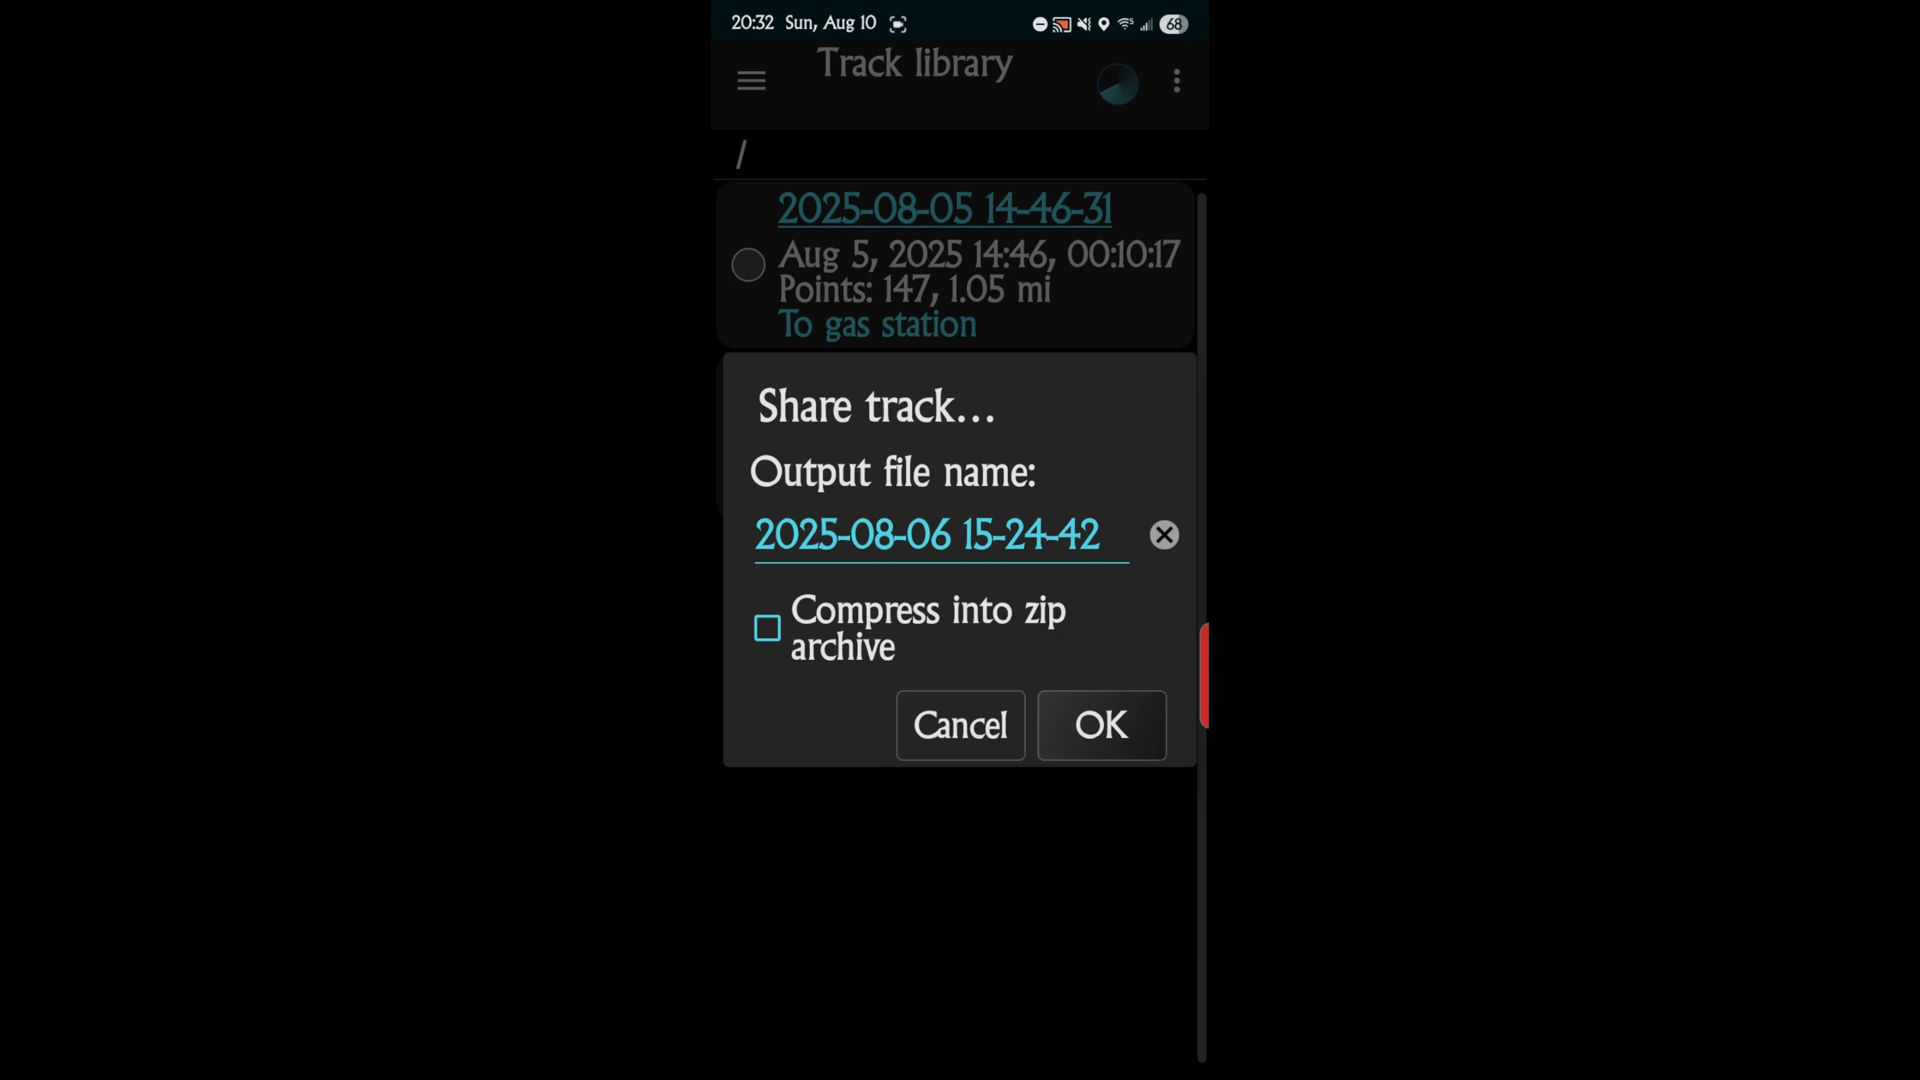 20:32 Sun, Aug 10
68
Track library
/
2025-08-05 14-46-31
Aug 5, 2025 14:46, 00:10:17
Points: 147, 1.05 mi
To gas station
Share track...
Output file name:
2025-08-06 15-24-42
Compress into zip
archive
Cancel OK